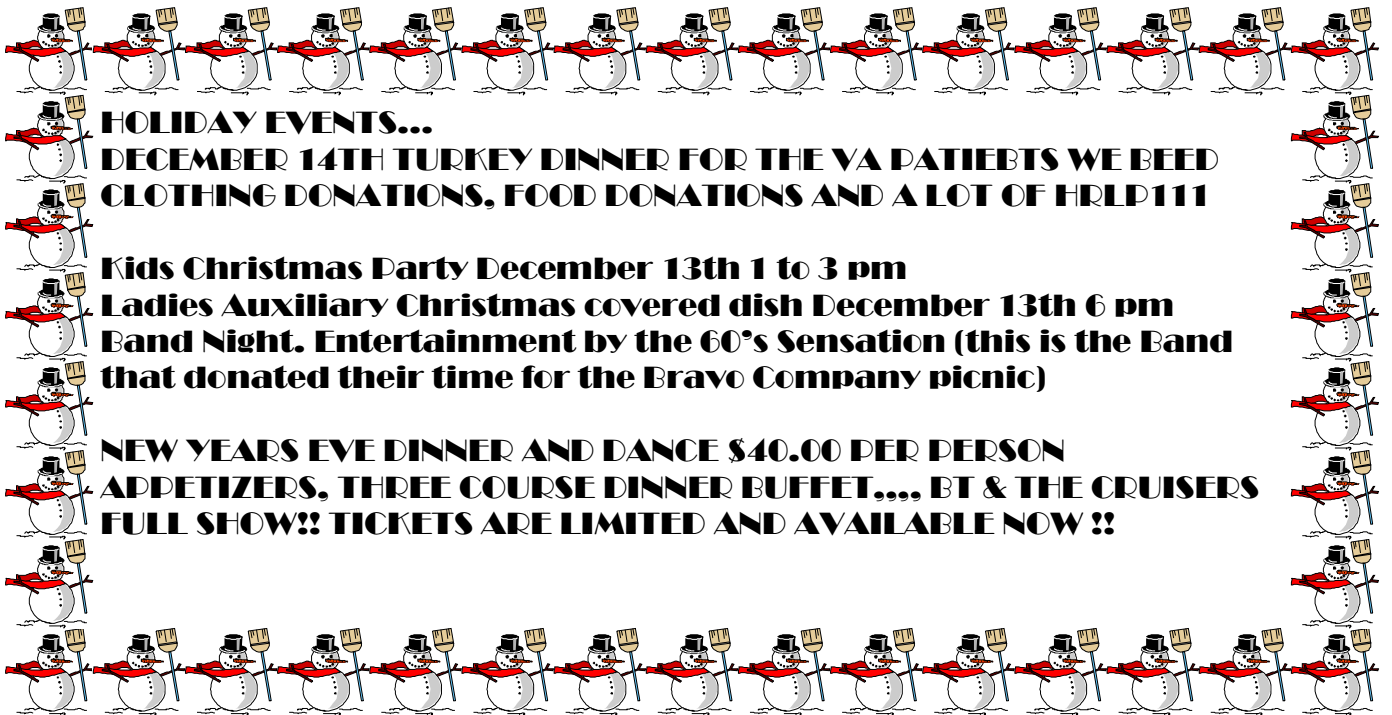 HOLIDAY EVENTS...
DECEMBER 14TH TURKEY DINNER FOR THE VA PATIEBTS WE BEED
CLOTHING DONATIONS, FOOD DONATIONS AND A LOT OF HRLP111
Kids Christmas Party December 13th 1 to 3 pm
Ladies Auxiliary Christmas covered dish December 13th 6 pm
Band Night. Entertainment by the 60's Sensation (this is the Band
that donated their time for the Bravo Company picnic)
NEW YEARS EVE DINNER AND DANCE $40.00 PER PERSON
APPETIZERS, THREE COURSE DINNER BUFFET,,,, BT & THE CRUISERS
FULL SHOW!! TICKETS ARE LIMITED AND AVAILABLE NOW !!